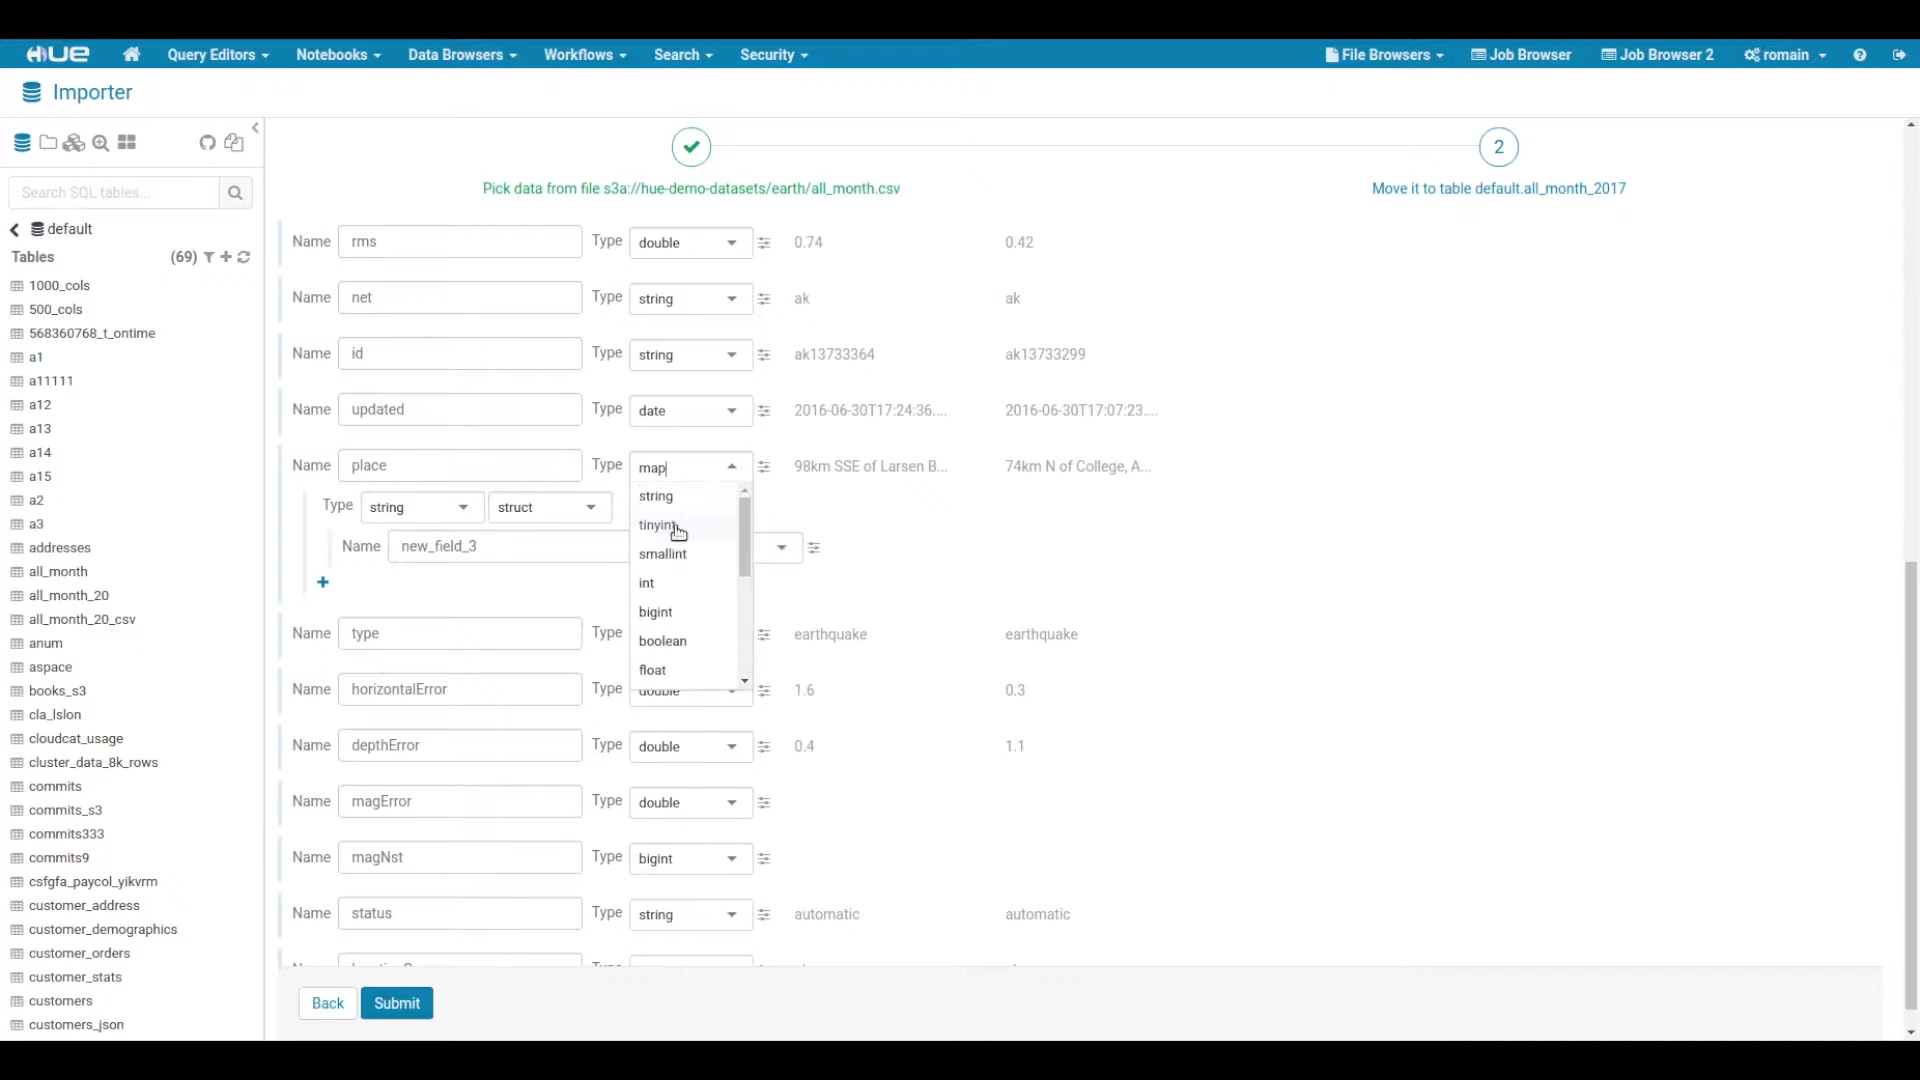 HUE Query Editors Notebooks Data Browsers Workflows Search Security File Browsers Job Browser Job Browser 2 romain
Importer
2
Pick data from file s3a://hue-demo-datasets/earth/all_month.csv Move it to table default.all_month_2017
Search SQL tables...
default
Tables (69)
1000_cols
500_cols
568360768_t_ontime
a1
a11111
a12
a13
a14
a15
a2
a3
addresses
all_month
all_month_20
all_month_20_csv
anum
aspace
books_s3
cla_lslon
cloudcat_usage
cluster_data_8k_rows
commits
commits_s3
commits333
commits9
csfgfa_paycol_yikvrm
customer_address
customer_demographics
customer_orders
customer_stats
customers
customers_json
Name rms Type double 0.74 0.42
Name net Type string ak ak
Name id Type string ak13733364 ak13733299
Name updated Type date 2016-06-30T17:24:36.... 2016-06-30T17:07:23....
Name place Type map 98km SSE of Larsen B... 74km N of College, A...
Type string struct
Name new_field_3
string
tinyint
smallint
int
bigint
boolean
float
Name type Type earthquake earthquake
Name horizontalError Type double 1.6 0.3
Name depthError Type double 0.4 1.1
Name magError Type double
Name magNst Type bigint
Name status Type string automatic automatic
Back Submit